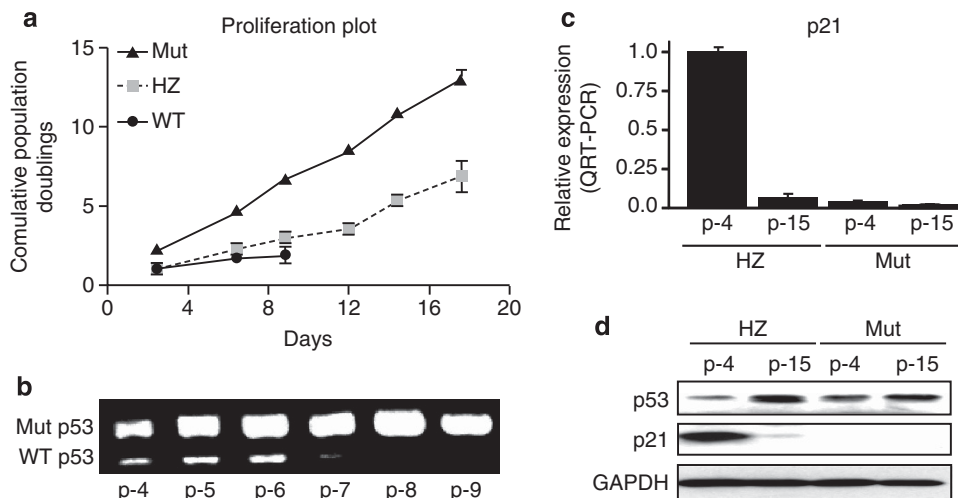 a
Proliferation plot
Mut
HZ
WT
Comulative population
doublings
15
10
5
0
0 4 8 12 16 20
Days
b
Mut p53
WT p53
p-4 p-5 p-6 p-7 p-8 p-9
c
p21
Relative expression
(QRT-PCR
1.0
0.75
0.5
0.25
0.0
p-4 p-15 p-4 p-15
HZ Mut
d
HZ Mut
p-4 p-15 p-4 p-15
p53
p21
GAPDH